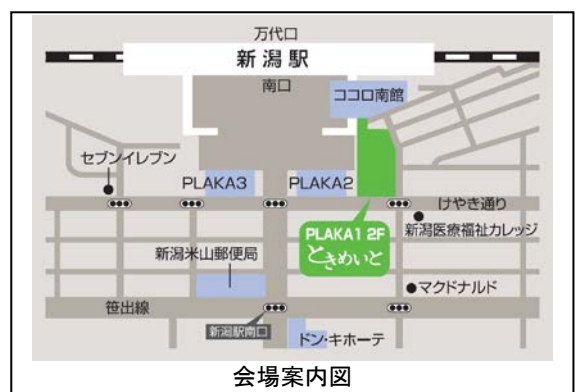 万代口
新潟駅
南口
ココロ南館
セブンイレブン
PLAKA3
PLAKA2
けやき通り
PLAKA1 2F
ときめいと
新潟医療福祉カレッジ
新潟米山郵便局
マクドナルド
笹出線
新潟駅南口
ドン・キホーテ
会場案内図